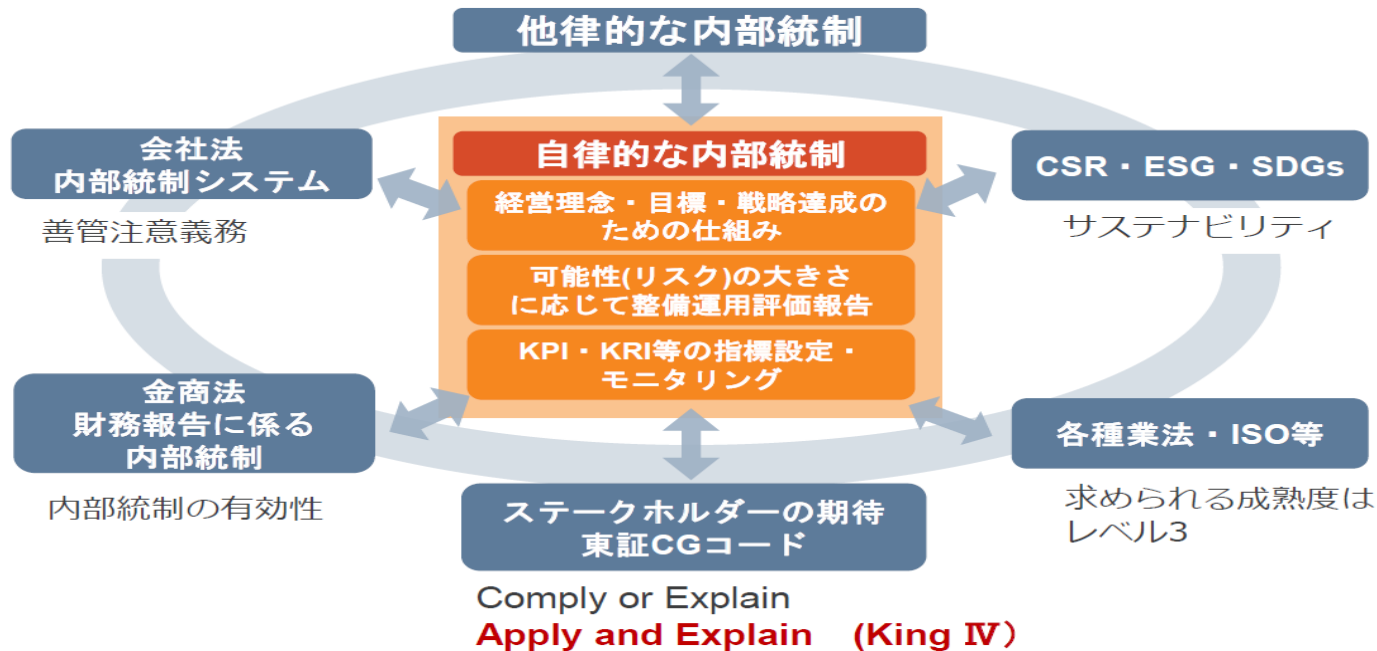 他律的な内部統制
会社法
内部統制システム
善管注意義務
自律的な内部統制
経営理念・目標・戦略達成の
ための仕組み
可能性(リスク)の大きさ
に応じて整備運用評価報告
KPI・KRI等の指標設定・
モニタリング
CSR・ESG・SDGs
サステナビリティ
金商法
財務報告に係る
内部統制
内部統制の有効性
ステークホルダーの期待
東証CGコード
Comply or Explain
Apply and Explain (King Ⅳ）
各種業法・ISO等
求められる成熟度は
レベル3